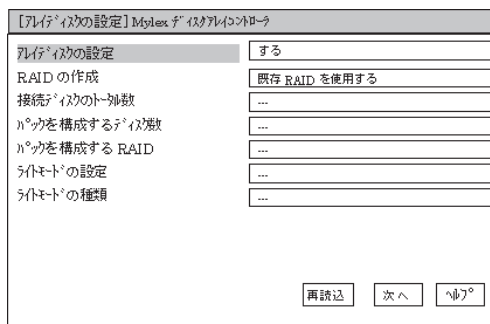 [ｱﾚｲﾃﾞｨｽｸの設定] Mylex ﾃﾞｨｽｸｱﾚｲｺﾝﾄﾛｰﾗ
ｱﾚｲﾃﾞｨｽｸの設定 する
RAID の作成 既存 RAID を使用する
接続ﾃﾞｨｽｸのﾄｰﾀﾙ数 ...
ﾊﾟｯｸを構成するﾃﾞｨｽｸ数 ...
ﾊﾟｯｸを構成する RAID ...
ﾗｲﾄﾓｰﾄﾞの設定 ...
ﾗｲﾄﾓｰﾄﾞの種類 ...
再読込 次へ ﾍﾙﾌﾟ